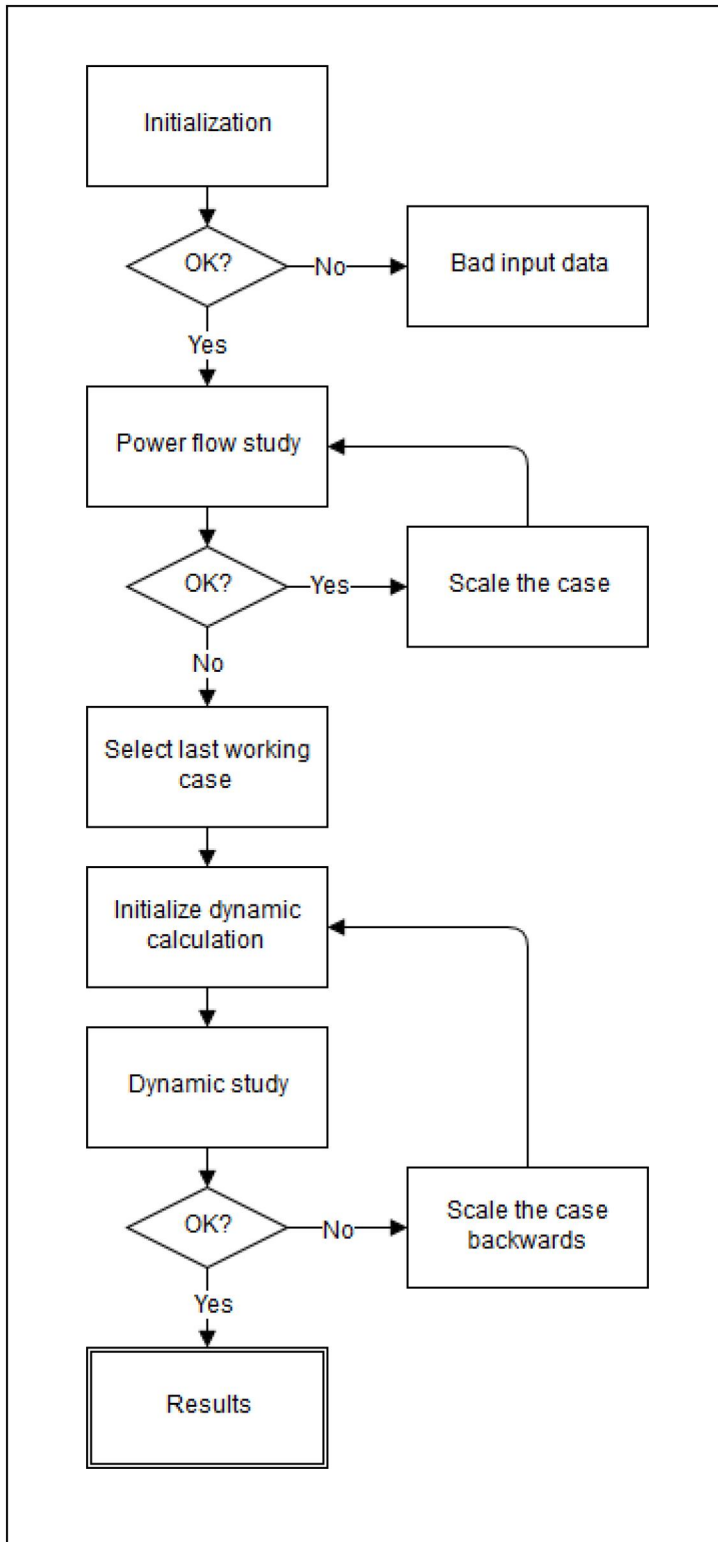 Initialization
OK?
No
Bad input data
Yes
Power flow study
OK?
Yes
Scale the case
No
Select last working
case
Initialize dynamic
calculation
Dynamic study
OK?
No
Scale the case
backwards
Yes
Results